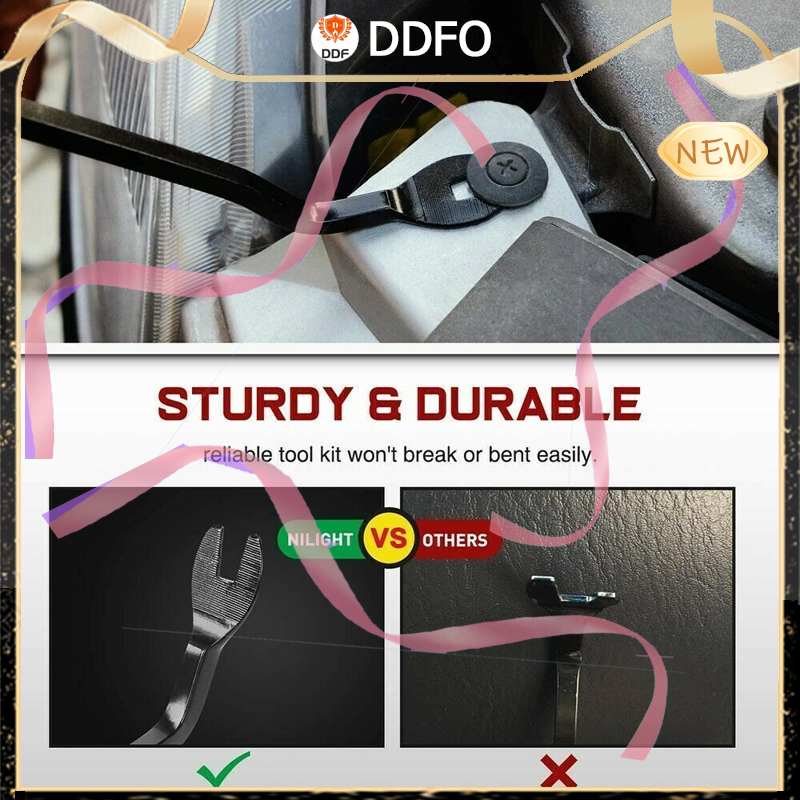 DDF
DDFO
NEW
STURDY & DURABLE
reliable tool kit won't break or bent easily.
NILIGHT VS OTHERS